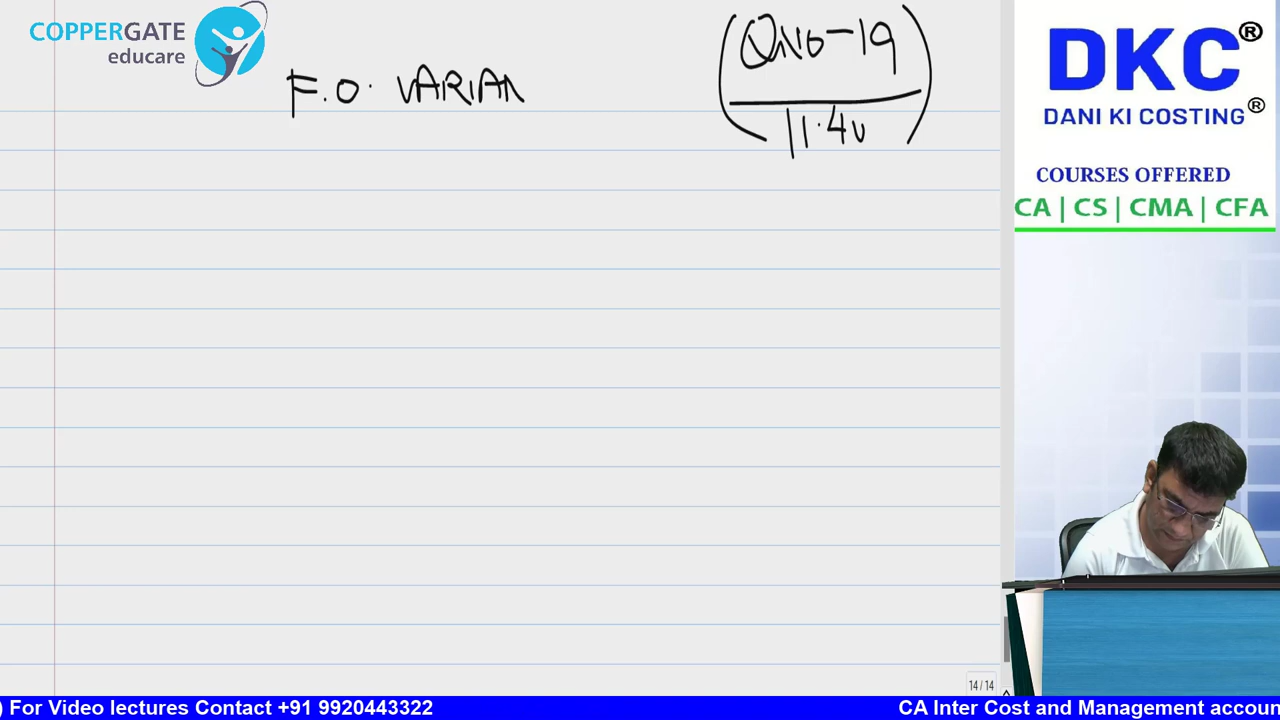 COPPERGATE
educare
F.O. VARIAN
(QNo-19)
11.40
DKC®
DANI KI COSTING®
COURSES OFFERED
CA | CS | CMA | CFA
14 / 14
) For Video lectures Contact +91 9920443322
CA Inter Cost and Management accoun